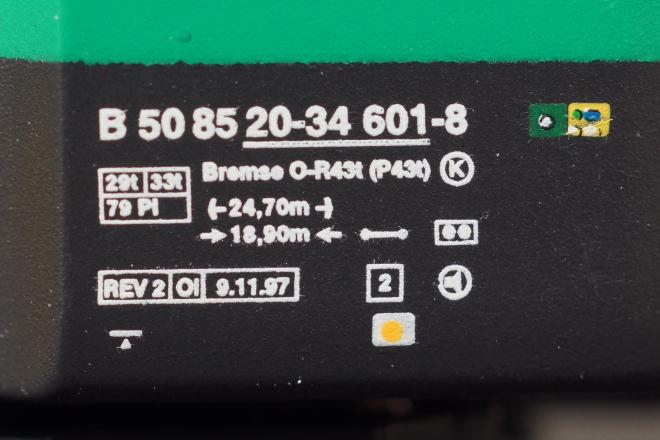 B 50 85 20-34 601-8
Bremse O-R43t (P43t) K
29t 33t
79 Pl
24,70m
18,90m
REV 2 Ol 9.11.97 2